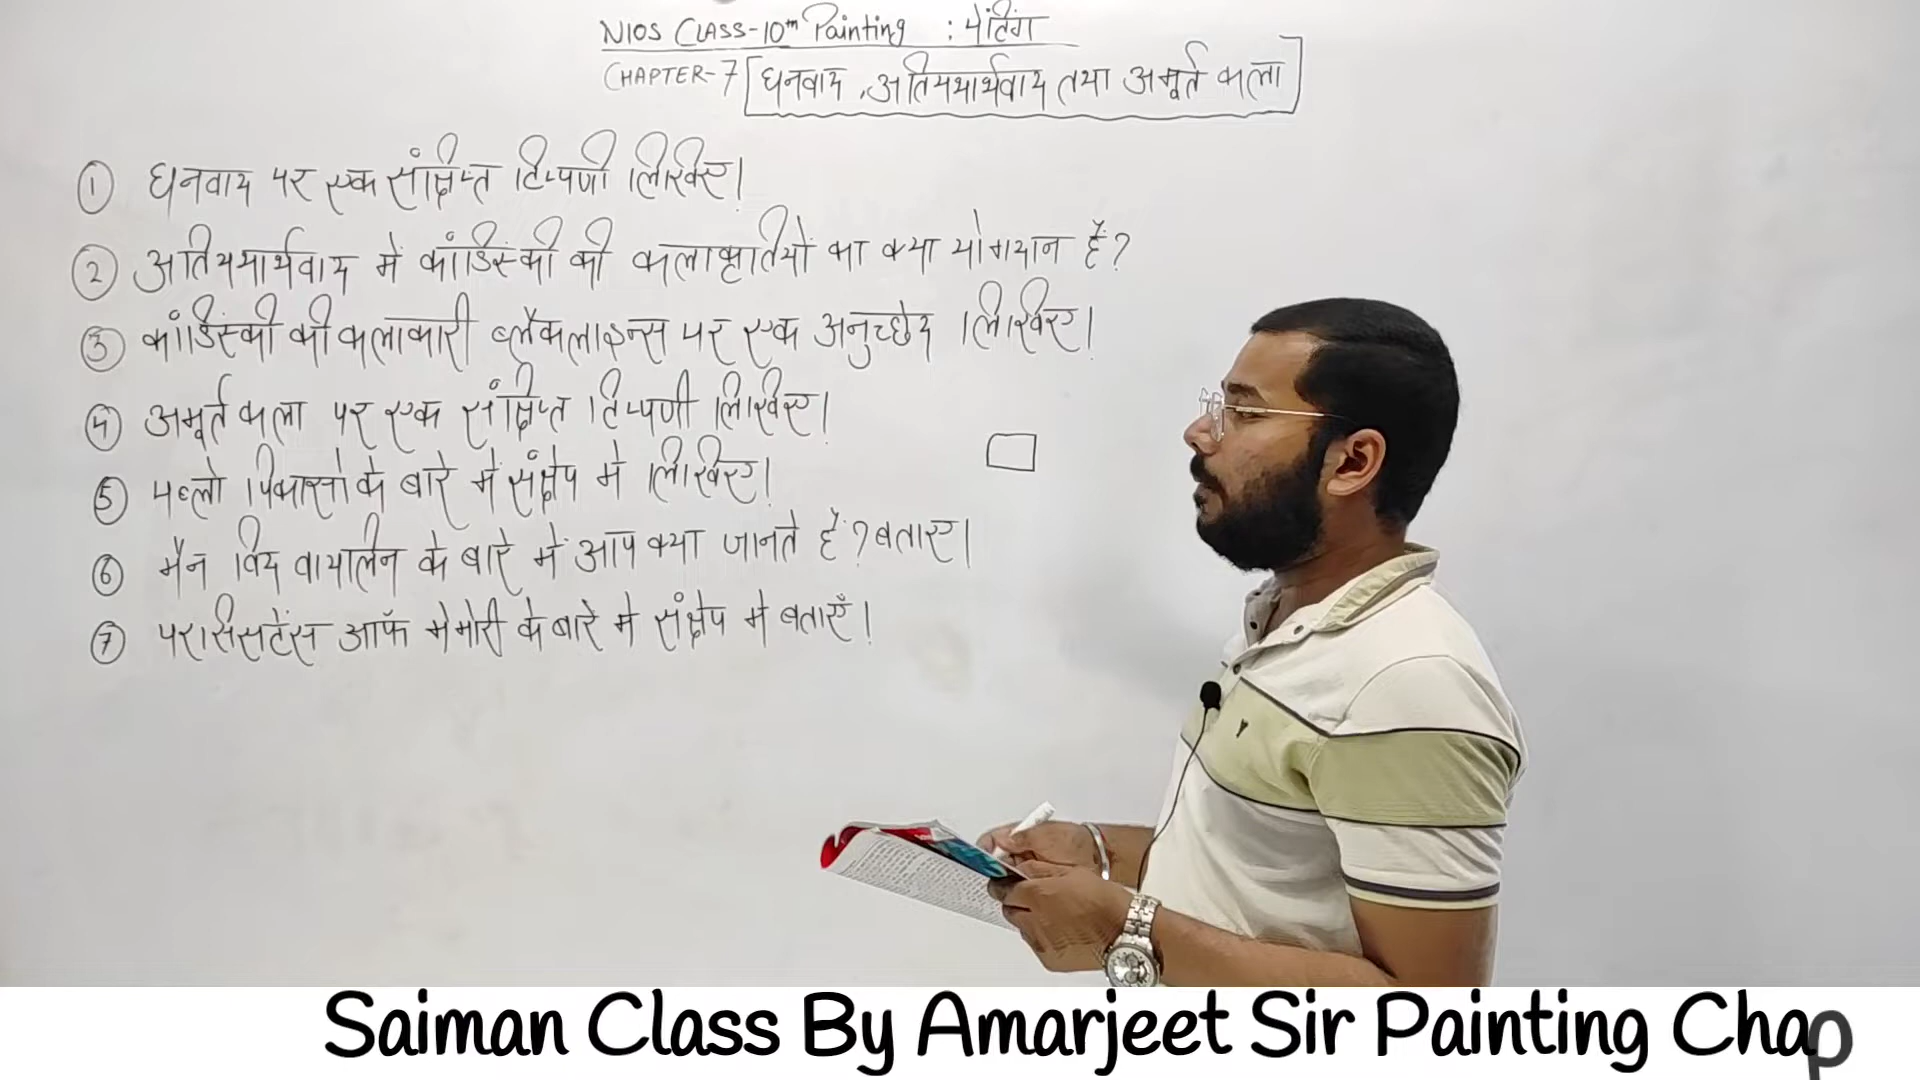 NIOS CLASS-10th Painting : पेंटिंग
CHAPTER-7 घनवाद, अतियथार्थवाद तथा अमूर्त कला
① घनवाद पर एक संक्षिप्त टिप्पणी लिखिए।
② अतियथार्थवाद में कांडिंस्की की कलाकृतियों का क्या योगदान है?
③ कांडिंस्की की कलाकारी ब्लैकलाइन्स पर एक अनुच्छेद लिखिए।
④ अमूर्त कला पर एक संक्षिप्त टिप्पणी लिखिए।
⑤ पब्लो पिकासो के बारे में संक्षेप में लिखिए।
⑥ मैन विद वायलिन के बारे में आप क्या जानते हैं? बताए।
⑦ परसिसटेंस ऑफ मेमोरी के बारे में संक्षेप में बताएँ।
Saiman Class By Amarjeet Sir Painting Chap